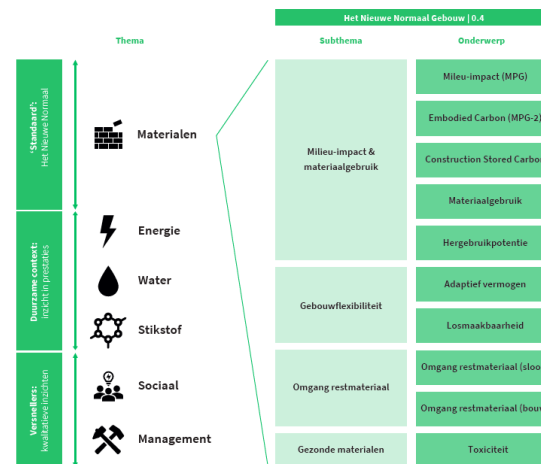 Het Nieuwe Normaal Gebouw | 0.4
Thema
Subthema
Onderwerp
'Standaard':
Het Nieuwe Normaal
Materialen
Duurzame context:
inzicht in prestaties
Energie
Water
Stikstof
Versnellers:
kwalitatieve inzichten
Sociaal
Management
Milieu-impact &
materiaalgebruik
Mileu-impact (MPG)
Embodied Carbon (MPG-2)
Construction Stored Carbo
Materiaalgebruik
Hergebruikpotentie
Gebouwflexibiliteit
Adaptief vermogen
Losmaakbaarheid
Omgang restmateriaal
Omgang restmateriaal (sloo
Omgang restmateriaal (bouw
Gezonde materialen
Toxiciteit